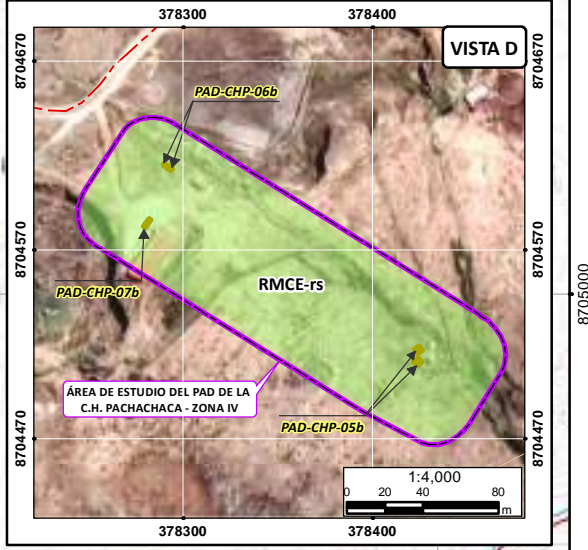 378300
378400
VISTA D
8704670
8704670
PAD-CHP-06b
8704570
8704570
RMCE-rs
PAD-CHP-07b
8705000
ÁREA DE ESTUDIO DEL PAD DE LA
C.H. PACHACHACA - ZONA IV
PAD-CHP-05b
8704470
8704470
1:4,000
0 20 40 80
m
378300
378400